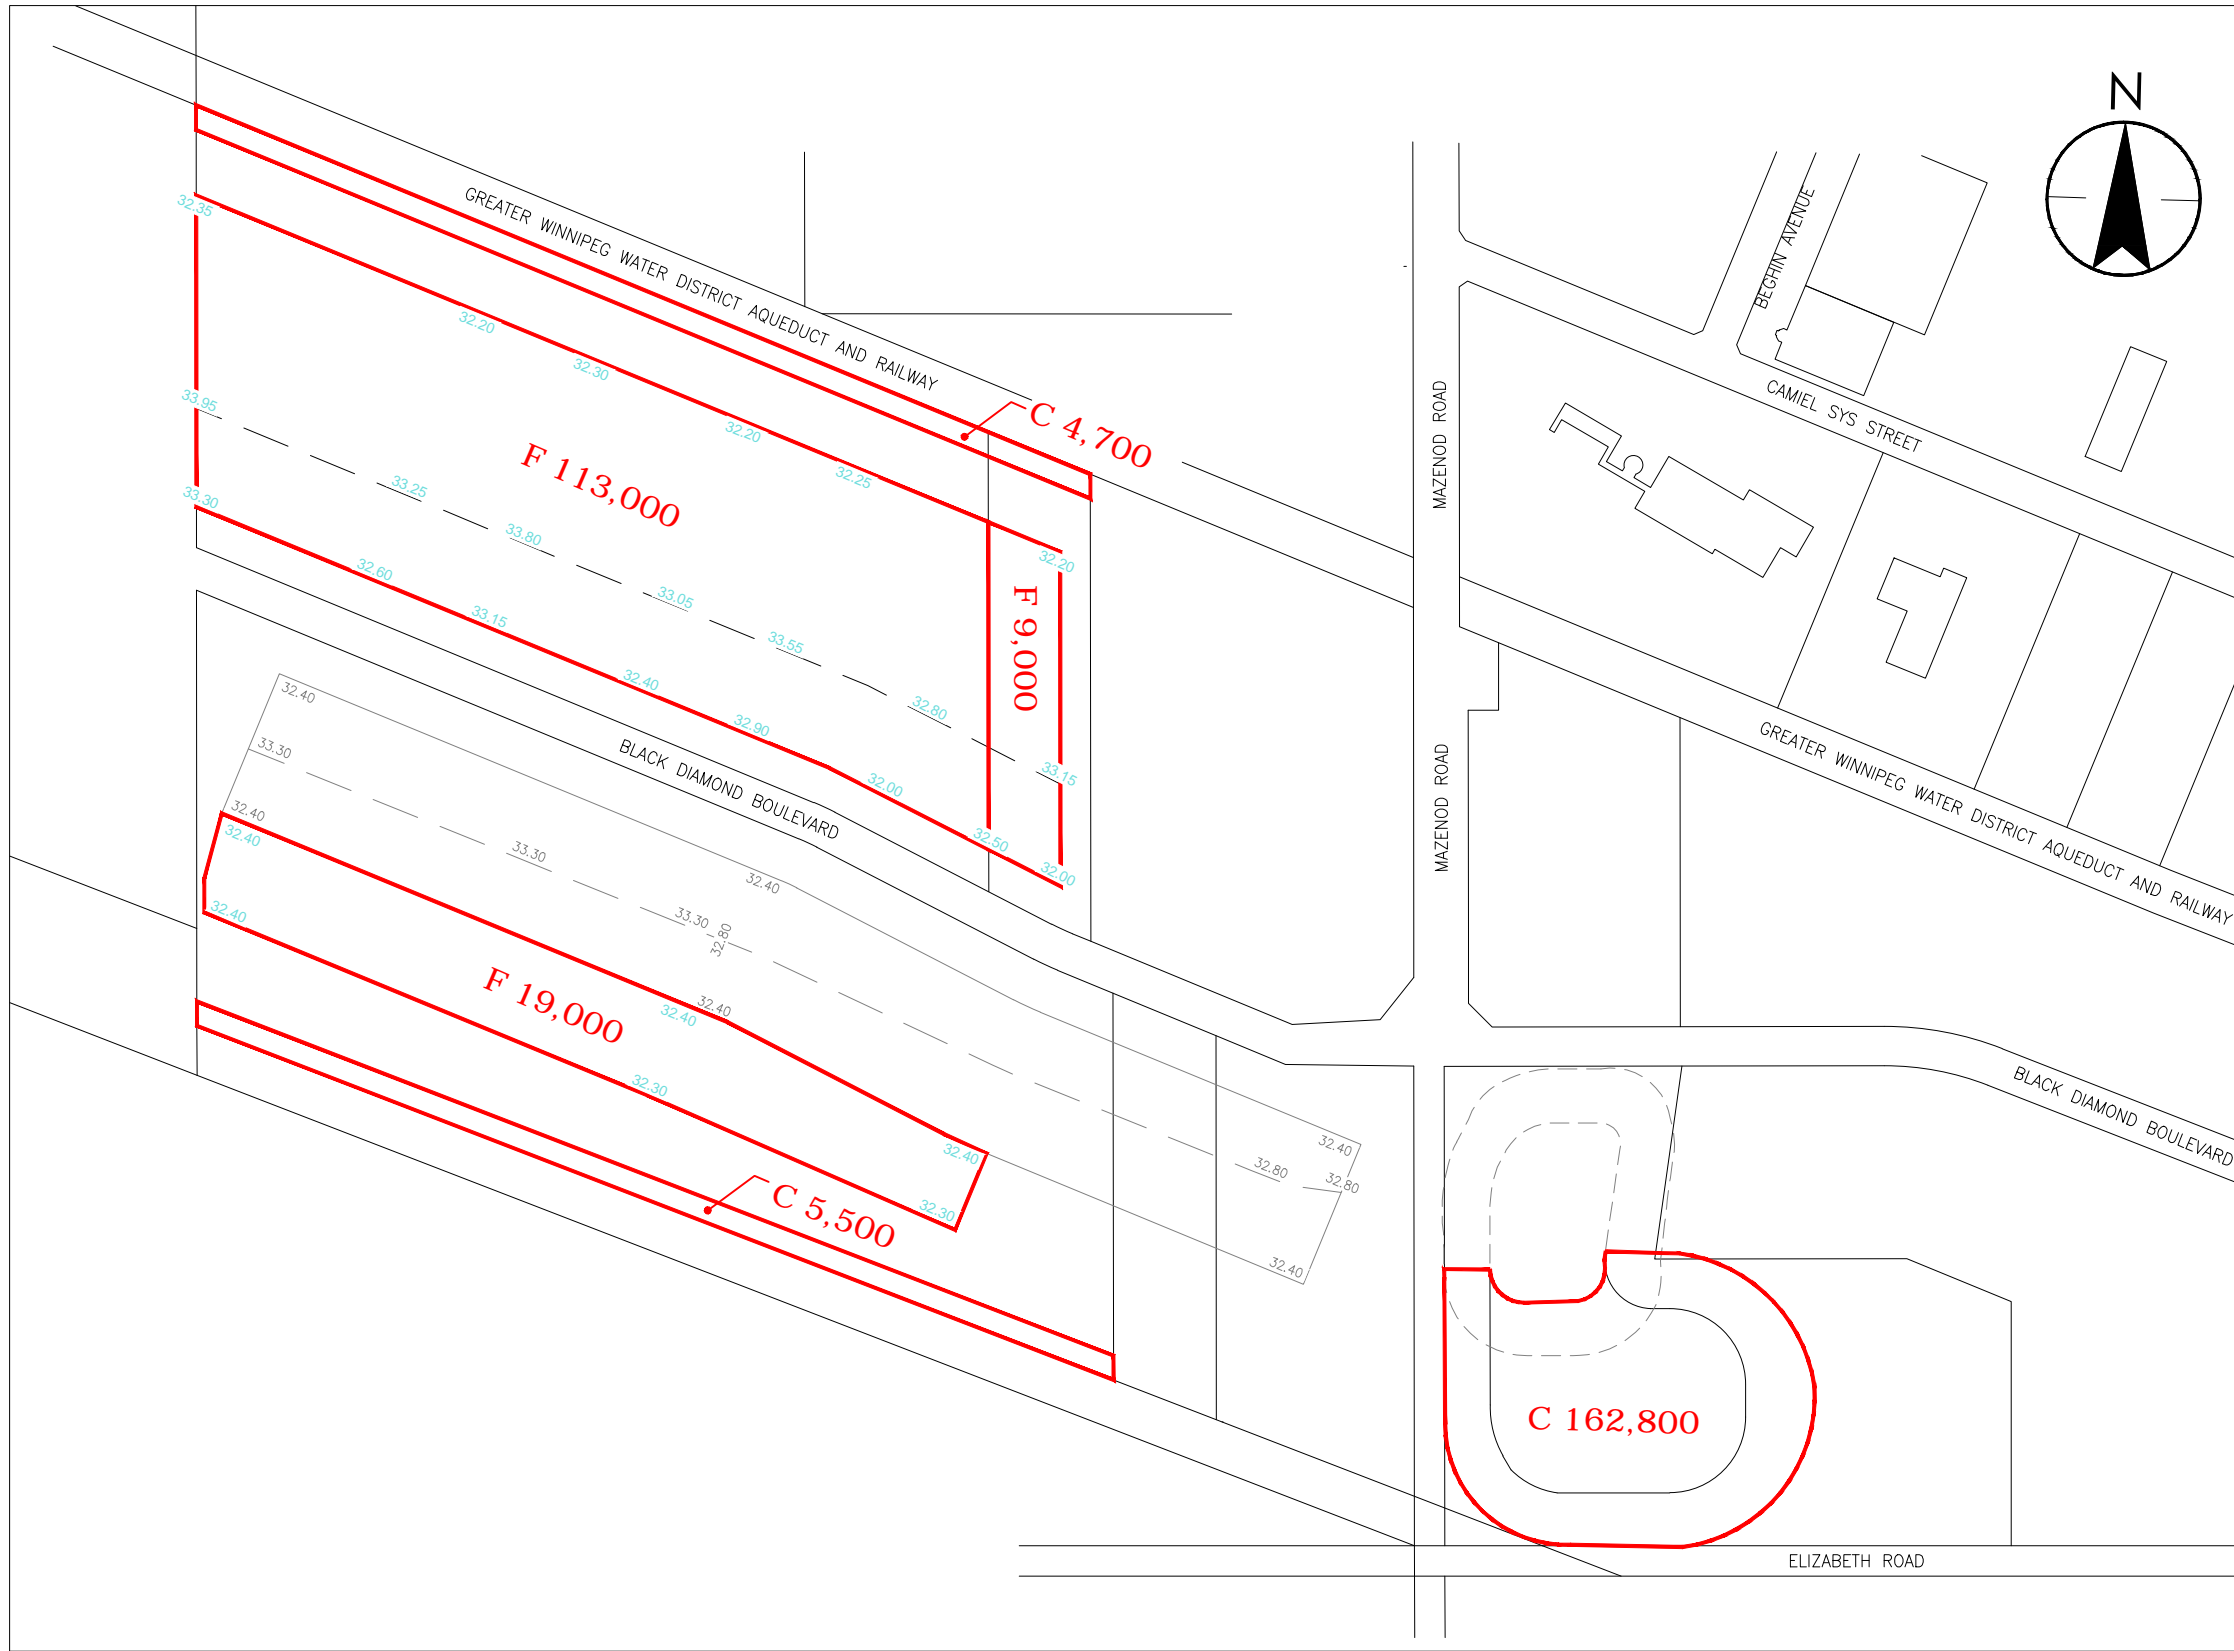 N
GREATER WINNIPEG WATER DISTRICT AQUEDUCT AND RAILWAY
BEGHIN AVENUE
CAMIEL SYS STREET
MAZENOD ROAD
C 4,700
32.35
32.20
32.30
32.20
32.25
32.20
33.95
F 113,000
33.25
33.80
33.05
33.55
32.80
33.15
F 9,000
33.30
32.60
33.15
32.40
32.90
32.00
32.50
32.00
BLACK DIAMOND BOULEVARD
MAZENOD ROAD
GREATER WINNIPEG WATER DISTRICT AQUEDUCT AND RAILWAY
32.40
33.30
32.40
32.40
33.30
32.40
33.30
32.80
32.40
F 19,000
32.40
32.40
32.30
32.40
32.30
C 5,500
32.40
32.80
32.80
32.40
BLACK DIAMOND BOULEVARD
C 162,800
ELIZABETH ROAD